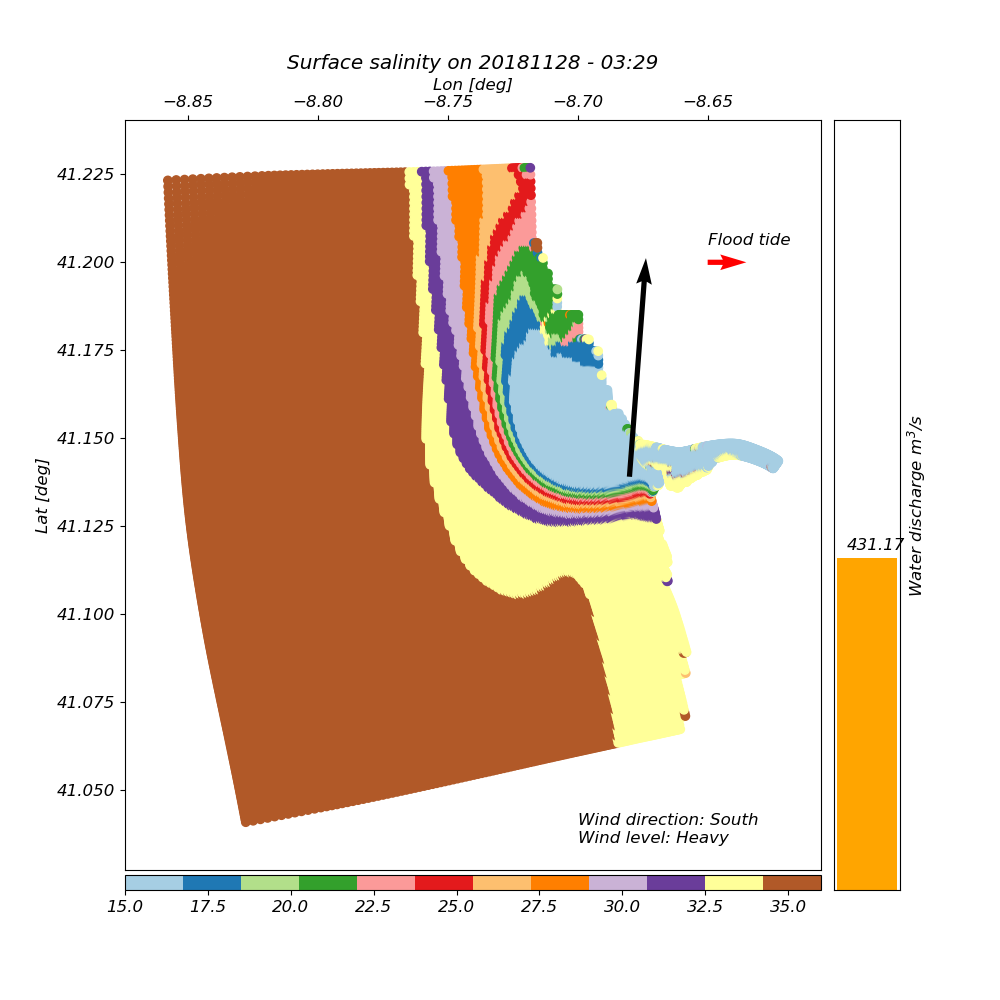 Surface salinity on 20181128 - 03:29
Lon [deg]
−8.85 −8.80 −8.75 −8.70 −8.65
41.225
41.200
41.175
41.150
41.125
41.100
41.075
41.050
Lat [deg]
Flood tide
Wind direction: South
Wind level: Heavy
431.17
Water discharge m³/s
15.0 17.5 20.0 22.5 25.0 27.5 30.0 32.5 35.0